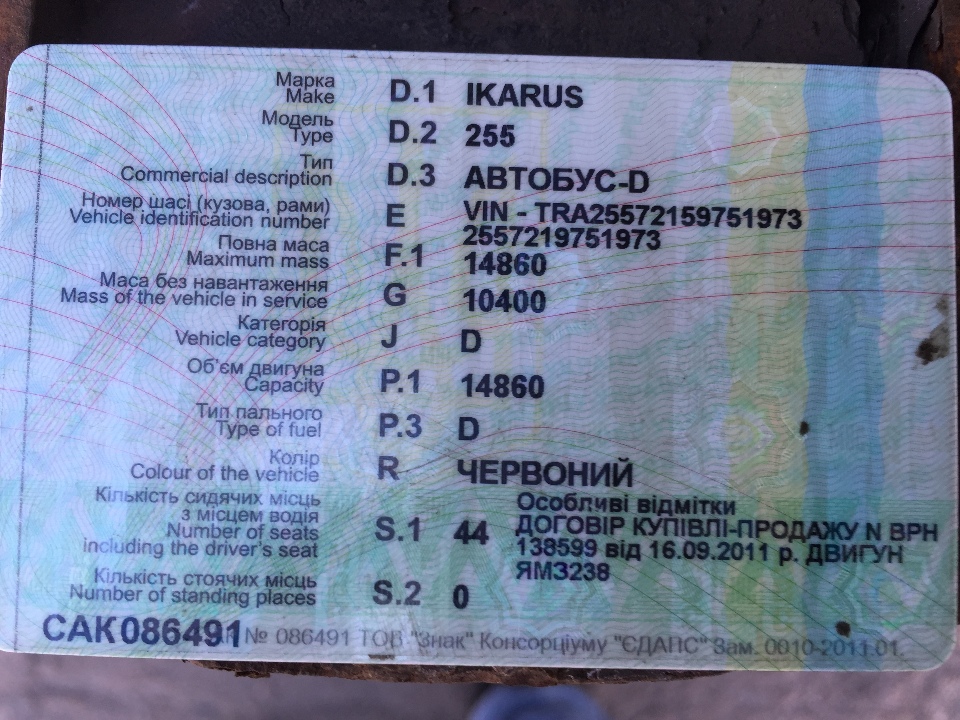 Марка
Make D.1 IKARUS
Модель
Type D.2 255
Тип
Commercial description D.3 АВТОБУС-D
Номер шасі (кузова, рами)
Vehicle identification number E VIN - TRA25572159751973
2557219751973
Повна маса
Maximum mass F.1 14860
Маса без навантаження
Mass of the vehicle in service G 10400
Категорія
Vehicle category J D
Об'єм двигуна
Capacity P.1 14860
Тип пального
Type of fuel P.3 D
Колір
Colour of the vehicle R ЧЕРВОНИЙ
Кількість сидячих місць
з місцем водія
Number of seats
including the driver's seat S.1 44
Особливі відмітки
ДОГОВІР КУПІВЛІ-ПРОДАЖУ N ВРН
138599 від 16.09.2011 р. ДВИГУН
ЯМЗ238
Кількість стоячих місць
Number of standing places S.2 0
САК086491 № 086491 ТОВ "Знак" Консорціуму "ЄДАПС" Зам. 0010-2011.01.